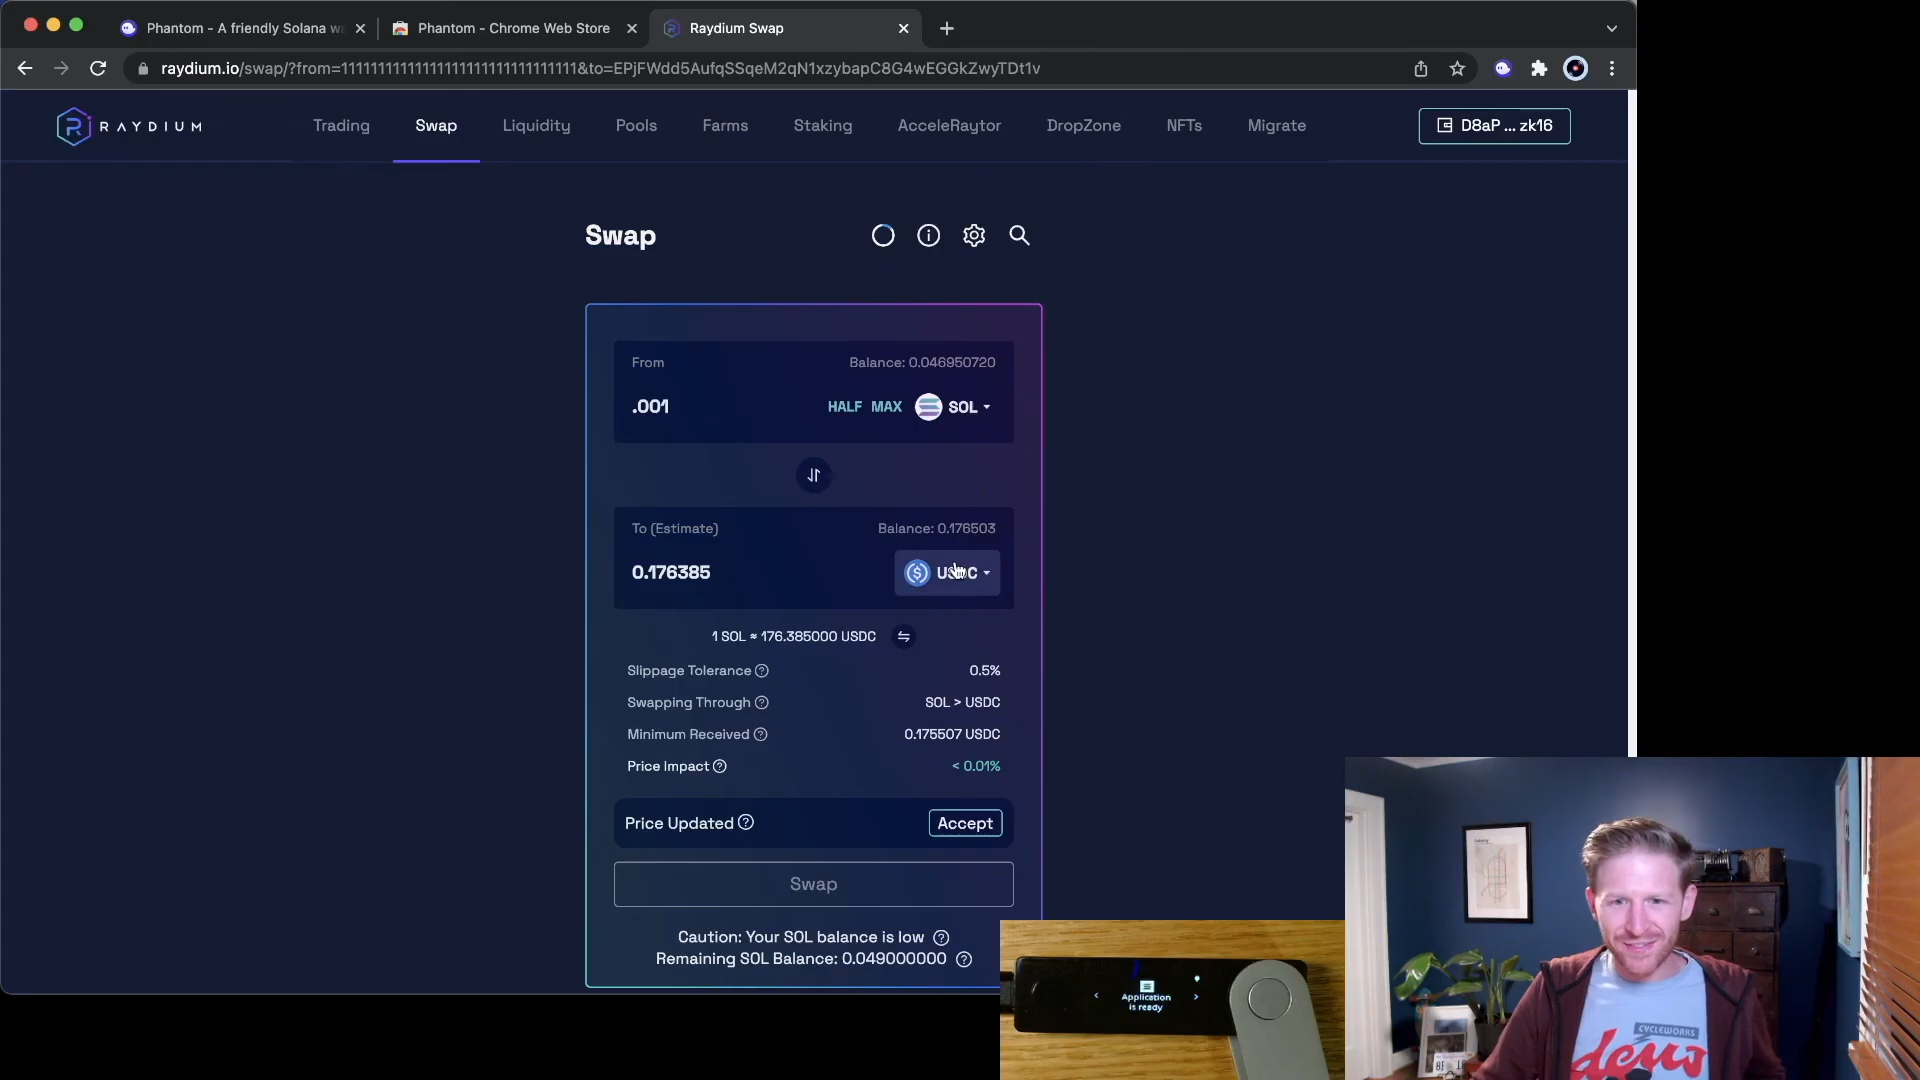 Phantom - A friendly Solana wa
Phantom - Chrome Web Store
Raydium Swap
raydium.io/swap/?from=11111111111111111111111111111111&to=EPjFWdd5AufqSSqeM2qN1xzybapC8G4wEGGkZwyTDt1v
RAYDIUM
Trading
Swap
Liquidity
Pools
Farms
Staking
AcceleRaytor
DropZone
NFTs
Migrate
D8aP ... zk16
Swap
From
Balance: 0.046950720
.001
HALF MAX
SOL
To (Estimate)
Balance: 0.176503
0.176385
USDC
1 SOL ≈ 176.385000 USDC
Slippage Tolerance
0.5%
Swapping Through
SOL > USDC
Minimum Received
0.175507 USDC
Price Impact
< 0.01%
Price Updated
Accept
Swap
Caution: Your SOL balance is low
Remaining SOL Balance: 0.049000000
Application
is ready
CYCLEWORKS